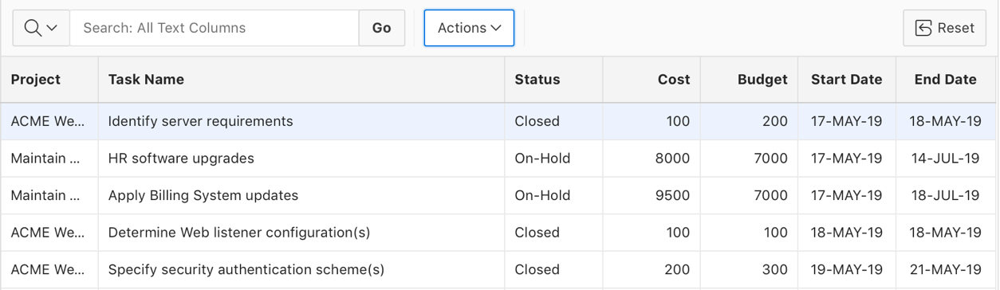 Search: All Text Columns Go Actions Reset
Project Task Name Status Cost Budget Start Date End Date
ACME We... Identify server requirements Closed 100 200 17-MAY-19 18-MAY-19
Maintain ... HR software upgrades On-Hold 8000 7000 17-MAY-19 14-JUL-19
Maintain ... Apply Billing System updates On-Hold 9500 7000 17-MAY-19 18-JUL-19
ACME We... Determine Web listener configuration(s) Closed 100 100 18-MAY-19 18-MAY-19
ACME We... Specify security authentication scheme(s) Closed 200 300 19-MAY-19 21-MAY-19